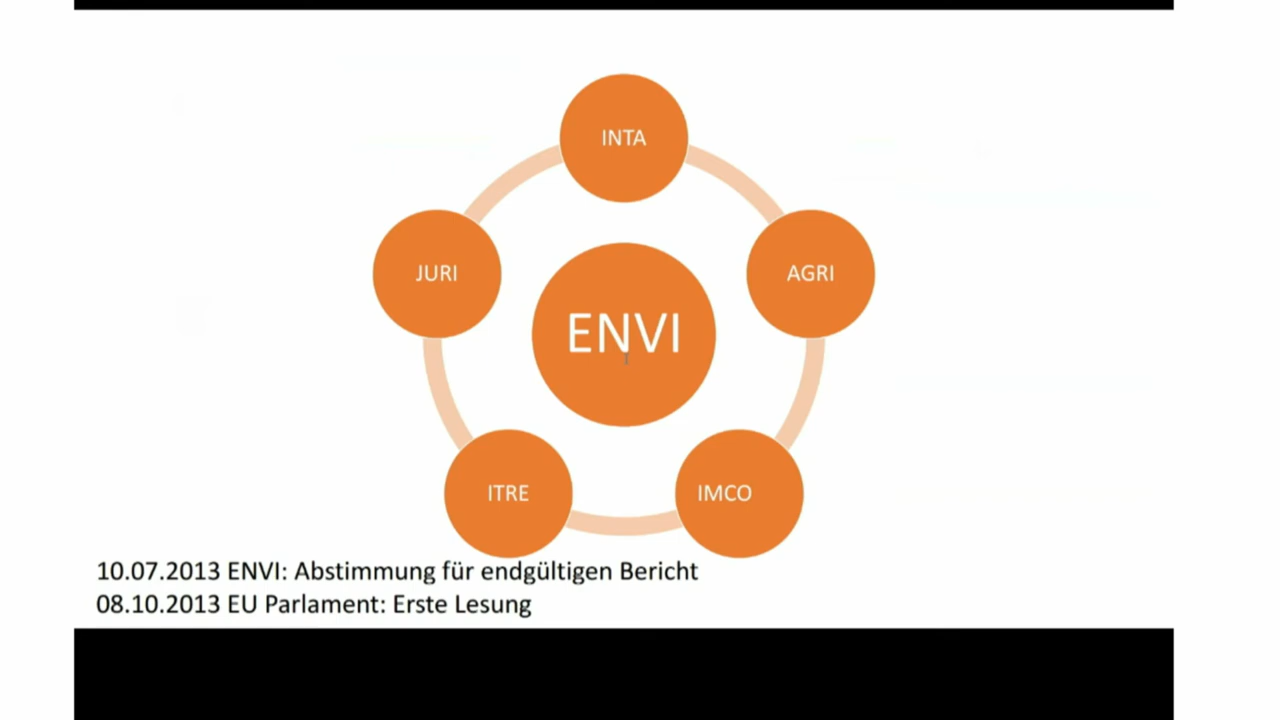 INTA
JURI
AGRI
ENVI
ITRE
IMCO
10.07.2013 ENVI: Abstimmung für endgültigen Bericht
08.10.2013 EU Parlament: Erste Lesung